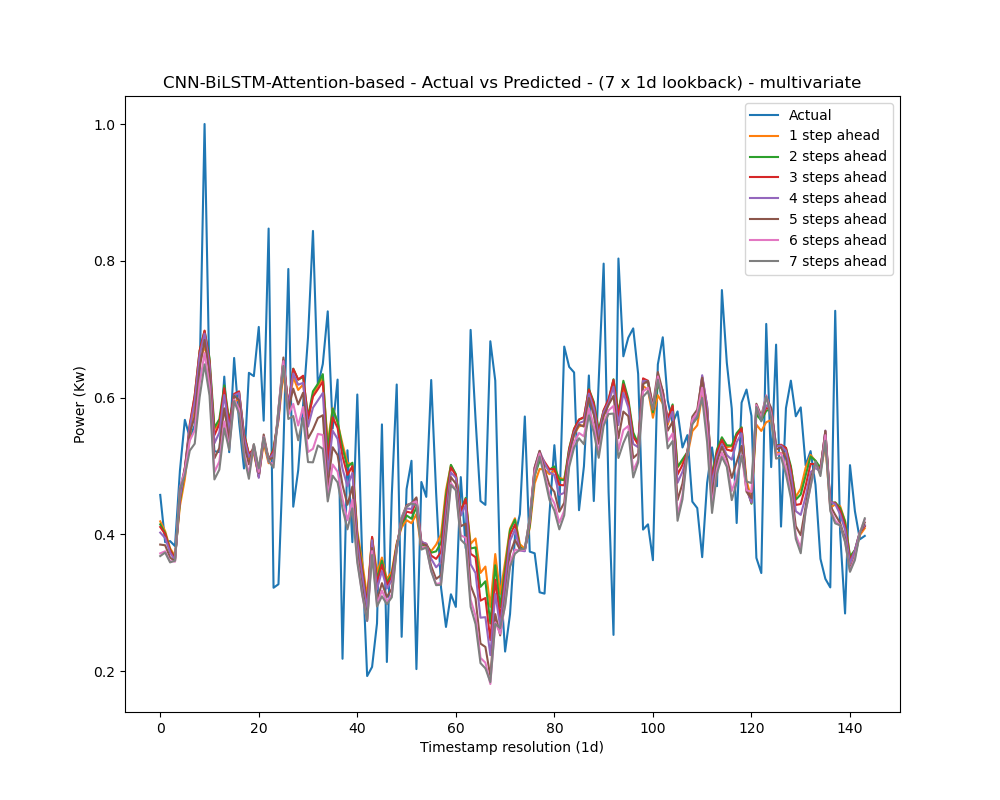 CNN-BiLSTM-Attention-based - Actual vs Predicted - (7 x 1d lookback) - multivariate
Actual
1 step ahead
2 steps ahead
3 steps ahead
4 steps ahead
5 steps ahead
6 steps ahead
7 steps ahead
Power (Kw)
1.0
0.8
0.6
0.4
0.2
0 20 40 60 80 100 120 140
Timestamp resolution (1d)